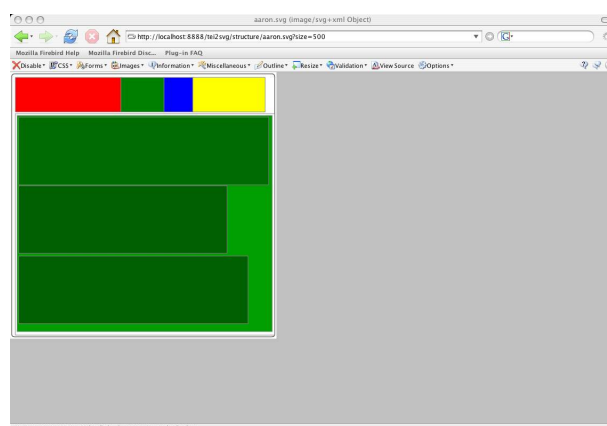 aaron.svg (image/svg+xml Object)
http://localhost:8888/tei2svg/structure/aaron.svg?size=500
Mozilla Firebird Help Mozilla Firebird Disc... Plug-in FAQ
Disable CSS Forms Images Information Miscellaneous Outline Resize Validation View Source Options